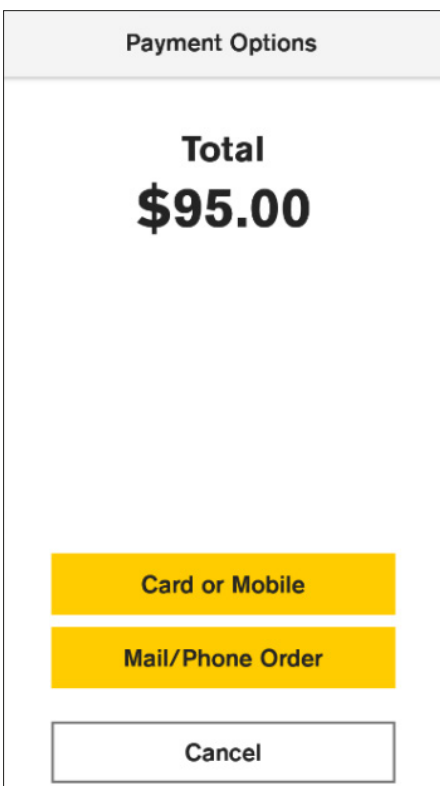 Payment Options
Total
$95.00
Card or Mobile
Mail/Phone Order
Cancel